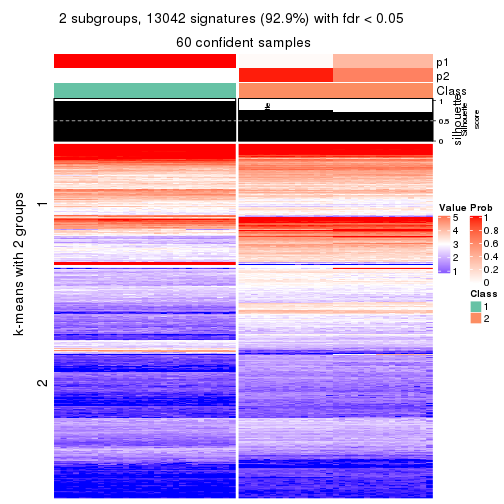 2 subgroups, 13042 signatures (92.9%) with fdr < 0.05
60 confident samples
p1
p2
Class
1
0.5
0
silhouette
Silhouette
score
k-means with 2 groups
1
2
Value
5
4
3
2
1
Prob
1
0.8
0.6
0.4
0.2
0
Class
1
2